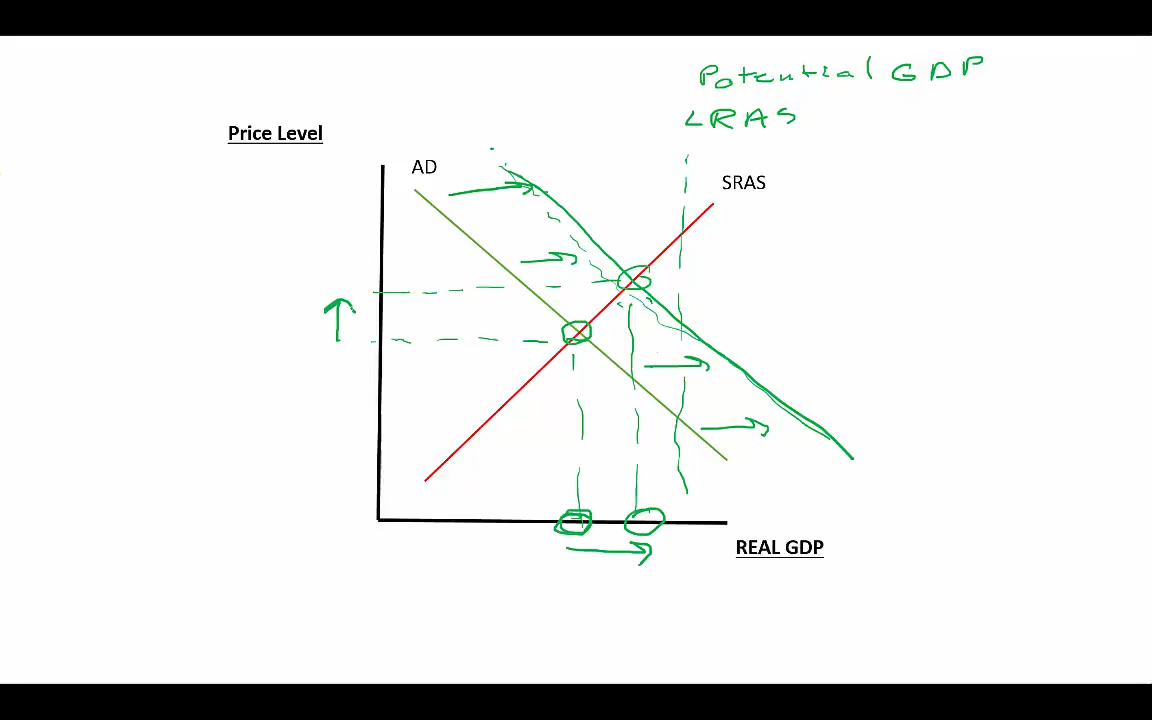 Potential GDP
LRAS
Price Level
AD
SRAS
REAL GDP